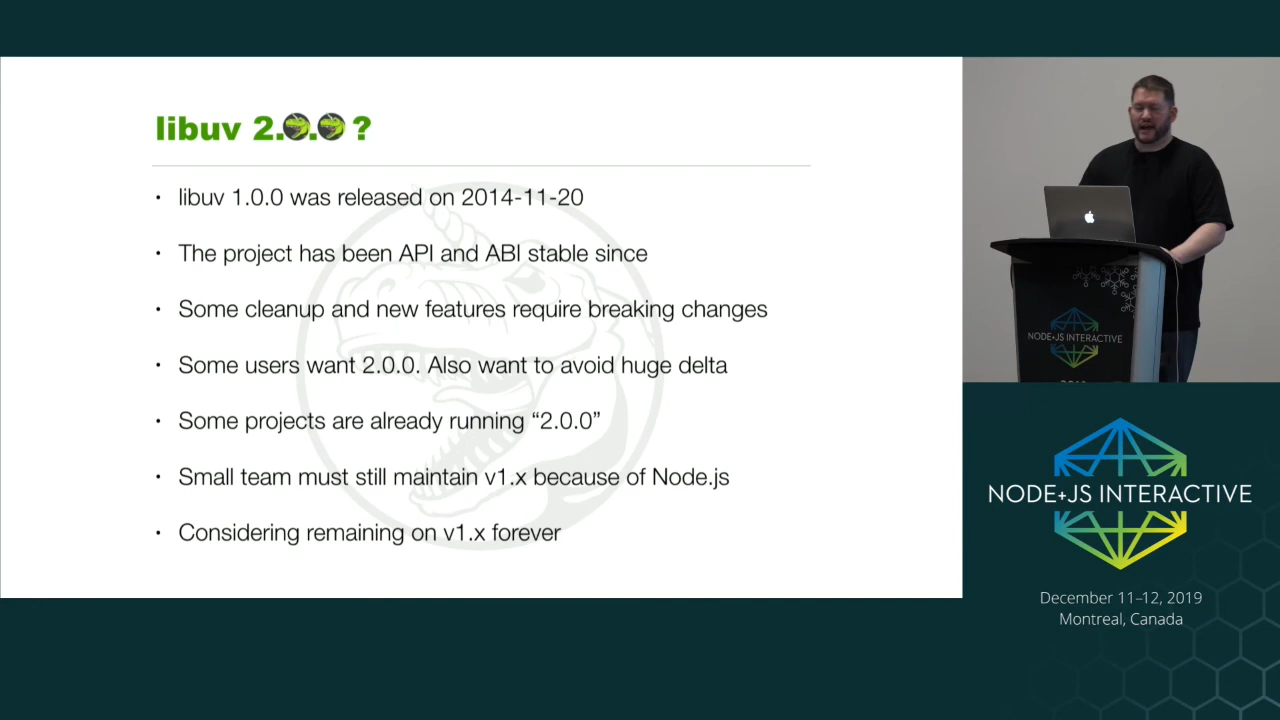 libuv 2.0.0 ?
• libuv 1.0.0 was released on 2014-11-20
• The project has been API and ABI stable since
• Some cleanup and new features require breaking changes
• Some users want 2.0.0. Also want to avoid huge delta
• Some projects are already running “2.0.0”
• Small team must still maintain v1.x because of Node.js
• Considering remaining on v1.x forever
NODE+JS INTERACTIVE
NODE+JS INTERACTIVE
December 11–12, 2019
Montreal, Canada